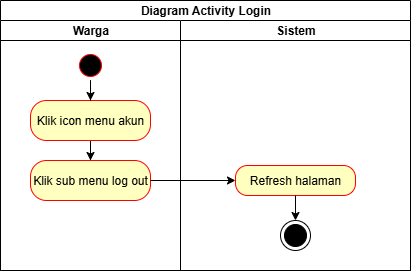 Diagram Activity Login
Warga
Sistem
Klik icon menu akun
Klik sub menu log out
Refresh halaman